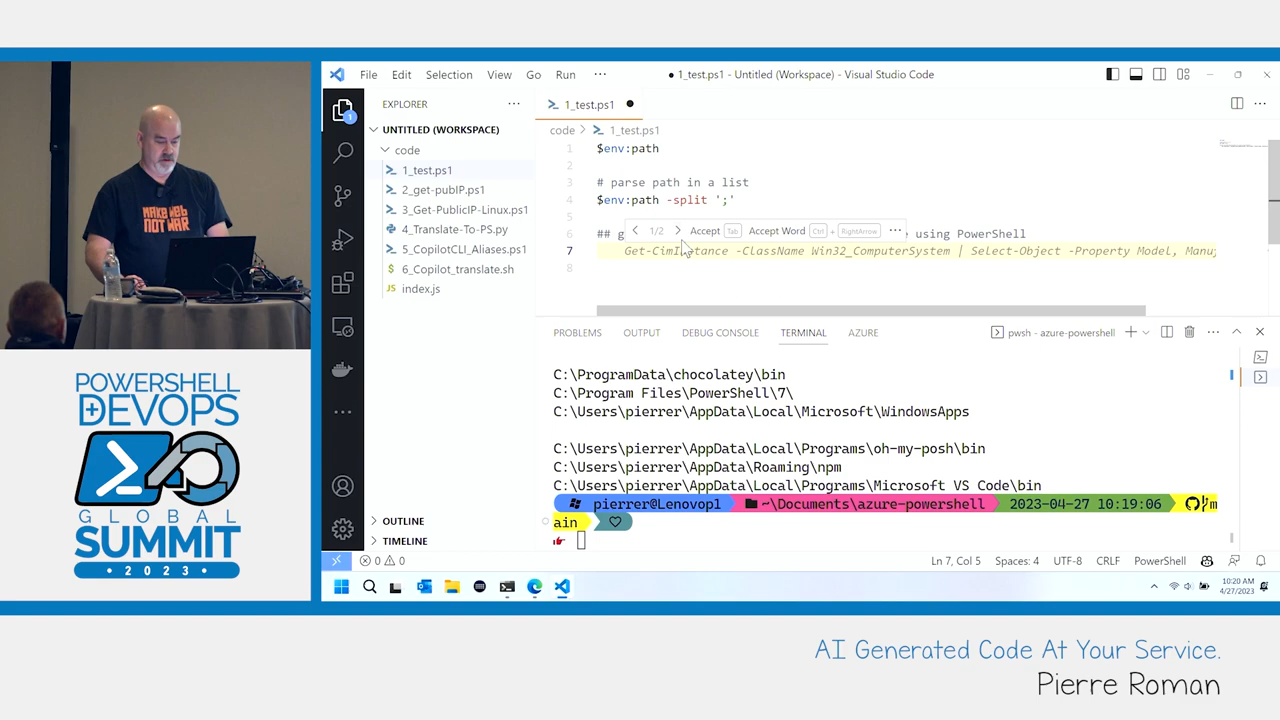 File Edit Selection View Go Run ···
1_test.ps1 - Untitled (Workspace) - Visual Studio Code
EXPLORER ···
1_test.ps1
UNTITLED (WORKSPACE)
code
1_test.ps1
2_get-pubIP.ps1
3_Get-PublicIP-Linux.ps1
4_Translate-To-PS.py
5_CopilotCLI_Aliases.ps1
6_Copilot_translate.sh
index.js
OUTLINE
TIMELINE
1
code > 1_test.ps1
1 $env:path
2
3 # parse path in a list
4 $env:path -split ';'
5
1/2 Accept Tab Accept Word Ctrl + RightArrow ···
6 ## g using PowerShell
7 Get-CimInstance -ClassName Win32_ComputerSystem | Select-Object -Property Model, Manu
8
PROBLEMS OUTPUT DEBUG CONSOLE TERMINAL AZURE
pwsh - azure-powershell
C:\ProgramData\chocolatey\bin
C:\Program Files\PowerShell\7\
C:\Users\pierrer\AppData\Local\Microsoft\WindowsApps
C:\Users\pierrer\AppData\Local\Programs\oh-my-posh\bin
C:\Users\pierrer\AppData\Roaming\npm
C:\Users\pierrer\AppData\Local\Programs\Microsoft VS Code\bin
pierrer@Lenovop1 ~\Documents\azure-powershell 2023-04-27 10:19:06 m
ain
0 0
Ln 7, Col 5 Spaces: 4 UTF-8 CRLF PowerShell
10:20 AM
4/27/2023
MAKE WEB
NOT WAR
POWERSHELL
+DEVOPS
GLOBAL
SUMMIT
• 2023 •
AI Generated Code At Your Service.
Pierre Roman